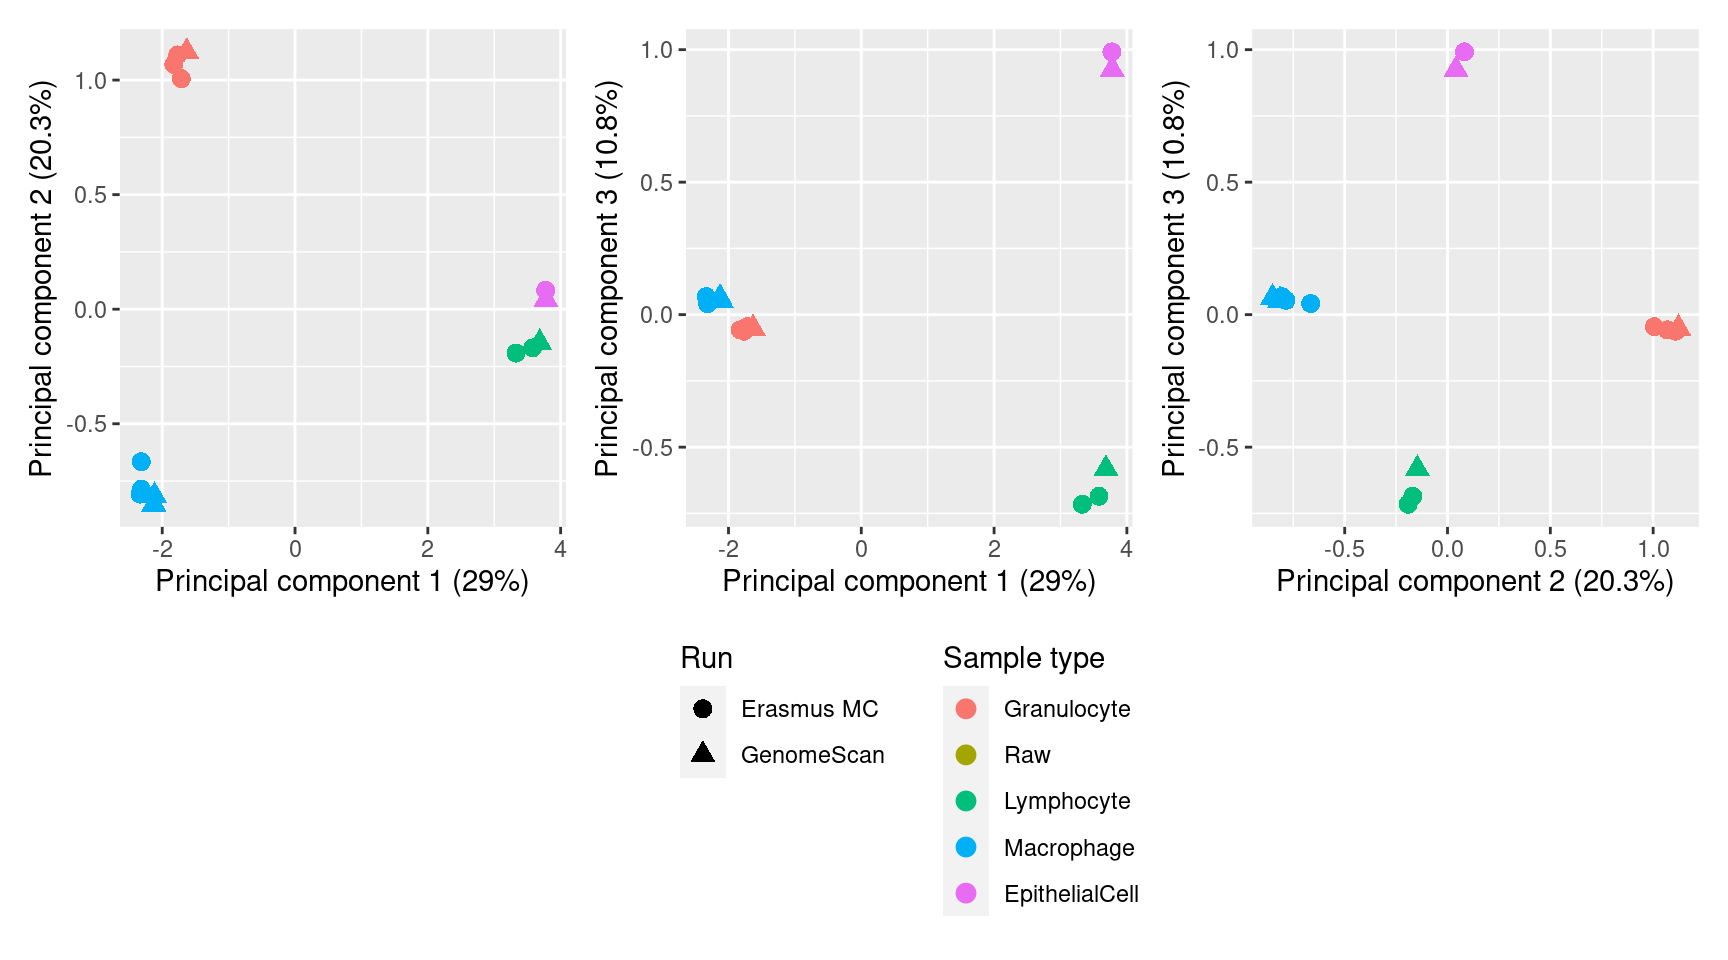 Principal component 2 (20.3%)
1.0
0.5
0.0
-0.5
-2
0
2
4
Principal component 1 (29%)
Principal component 3 (10.8%)
1.0
0.5
0.0
-0.5
-2
0
2
4
Principal component 1 (29%)
Principal component 3 (10.8%)
1.0
0.5
0.0
-0.5
-0.5
0.0
0.5
1.0
Principal component 2 (20.3%)
Run
Erasmus MC
GenomeScan
Sample type
Granulocyte
Raw
Lymphocyte
Macrophage
EpithelialCell